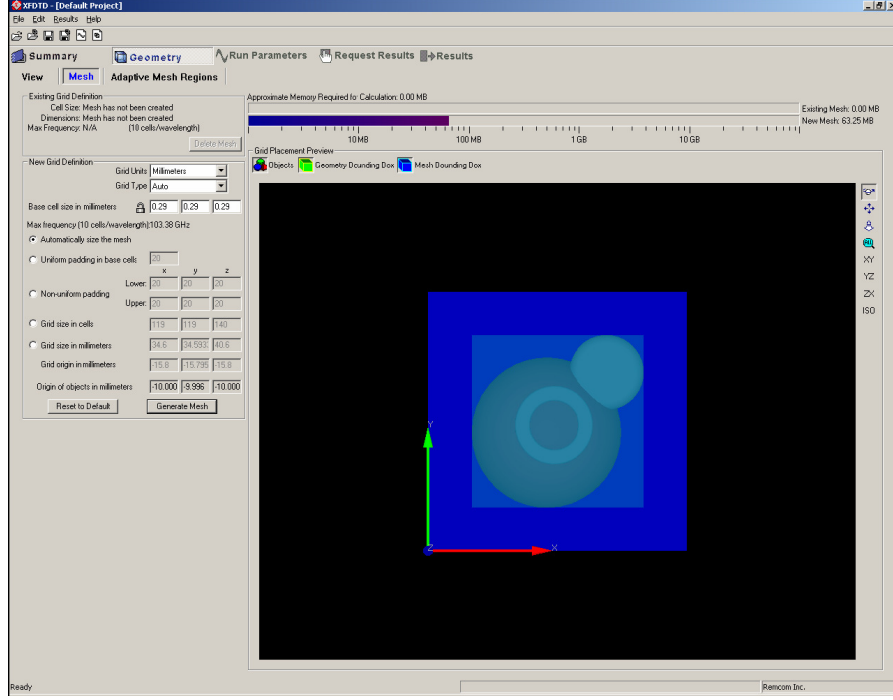 XFDTD - [Default Project]
File Edit Results Help
Summary Geometry Run Parameters Request Results Results
View Mesh Adaptive Mesh Regions
Existing Grid Definition
Cell Size: Mesh has not been created
Dimensions: Mesh has not been created
Max Frequency: N/A (10 cells/wavelength)
Delete Mesh
New Grid Definition
Grid Units Millimeters
Grid Type Auto
Base cell size in millimeters 0.29 0.29 0.29
Max frequency (10 cells/wavelength):103.38 GHz
Automatically size the mesh
Uniform padding in base cells 20
x y z
Lower: 20 20 20
Non-uniform padding
Upper: 20 20 20
Grid size in cells 119 119 140
Grid size in millimeters 34.6 34.593 40.6
Grid origin in millimeters -15.8 -15.795 -15.8
Origin of objects in millimeters -10.000 -9.996 -10.000
Reset to Default Generate Mesh
Approximate Memory Required for Calculation: 0.00 MB
Existing Mesh: 0.00 MB
New Mesh: 63.25 MB
10 MB 100 MB 1 GB 10 GB
Grid Placement Preview
Objects Geometry Bounding Box Mesh Bounding Box
Y
Z X
XY
YZ
ZX
ISO
Ready Remcom Inc.